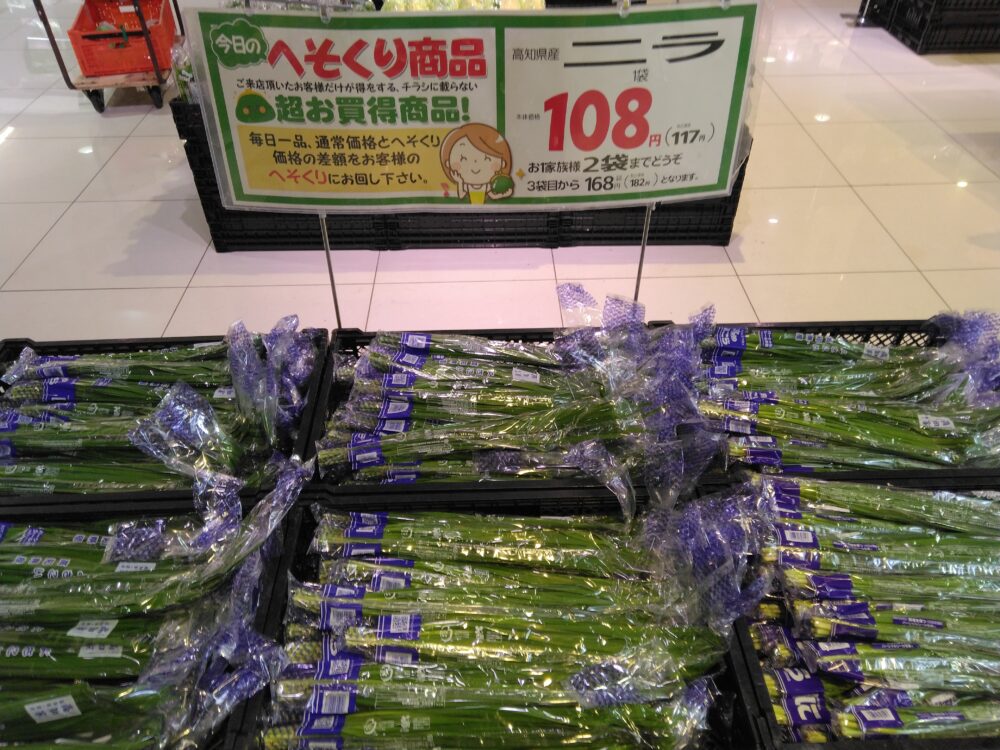 今日の
へそくり商品
ご来店頂いたお客様だけが得をする、チラシに載らない
超お買得商品!
毎日一品、通常価格とへそくり
価格の差額をお客様の
へそくりにお回し下さい。
高知県産 ニラ
1袋
本体価格 108円(税込価格 117円)
お1家族様 2袋までどうぞ
3袋目から 168円(182円)となります。